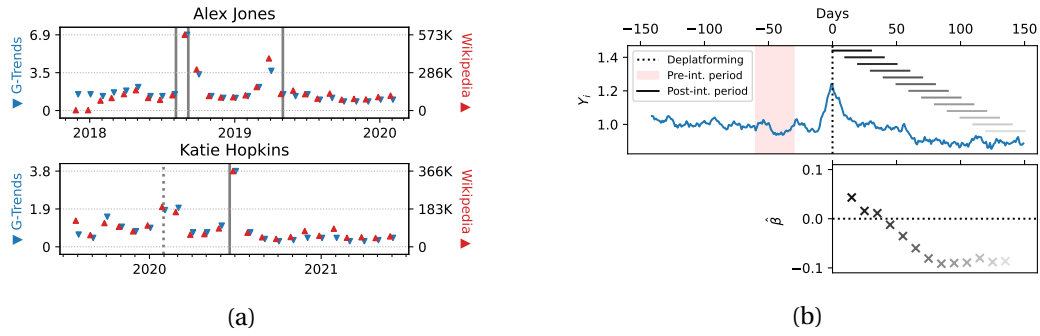 Alex Jones
6.9
3.5
0
573K
286K
0
▼ G-Trends
Wikipedia ▲
2018
2019
2020
Katie Hopkins
3.8
1.9
0
366K
183K
0
▼ G-Trends
Wikipedia ▲
2020
2021
(a)
Days
−150 −100 −50 0 50 100 150
1.4
1.2
1.0
Yi
Deplatforming
Pre-int. period
Post-int. period
0.1
0.0
−0.1
β̂
(b)